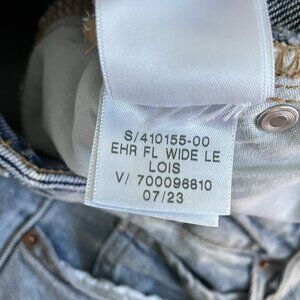 S/410155-00
EHR FL WIDE LE
LOIS
V/ 700096810
07/23